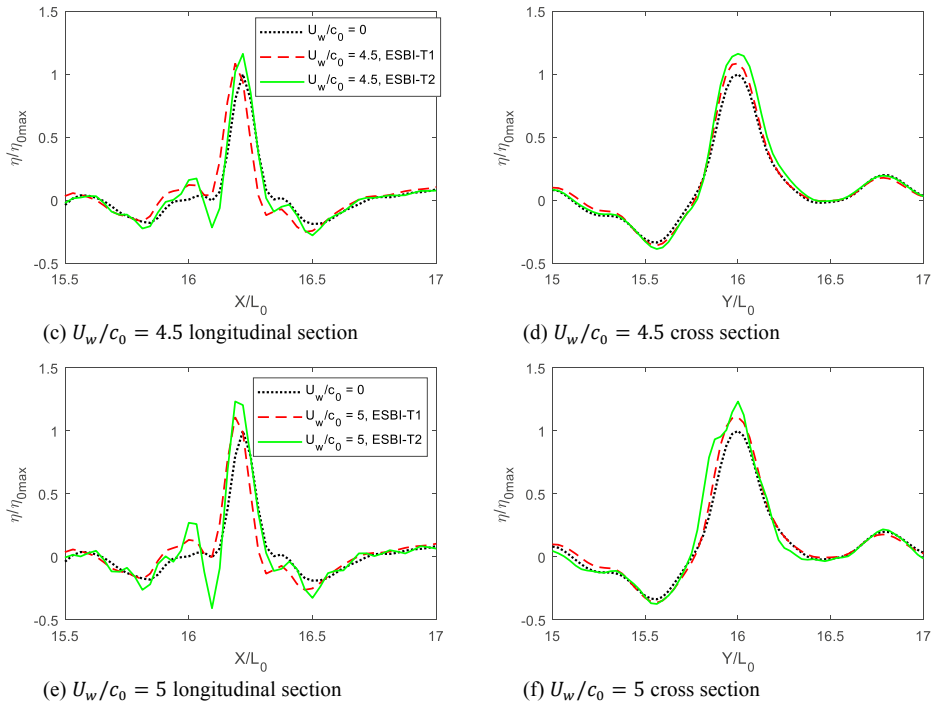 1.5
1
0.5
0
-0.5
η/η0max
15.5 16 16.5 17
X/L0
Uw/c0 = 0
Uw/c0 = 4.5, ESBI-T1
Uw/c0 = 4.5, ESBI-T2
1.5
1
0.5
0
-0.5
η/η0max
15 15.5 16 16.5 17
Y/L0
(c) Uw/c0 = 4.5 longitudinal section
(d) Uw/c0 = 4.5 cross section
1.5
1
0.5
0
-0.5
η/η0max
15.5 16 16.5 17
X/L0
Uw/c0 = 0
Uw/c0 = 5, ESBI-T1
Uw/c0 = 5, ESBI-T2
1.5
1
0.5
0
-0.5
η/η0max
15 15.5 16 16.5 17
Y/L0
(e) Uw/c0 = 5 longitudinal section
(f) Uw/c0 = 5 cross section